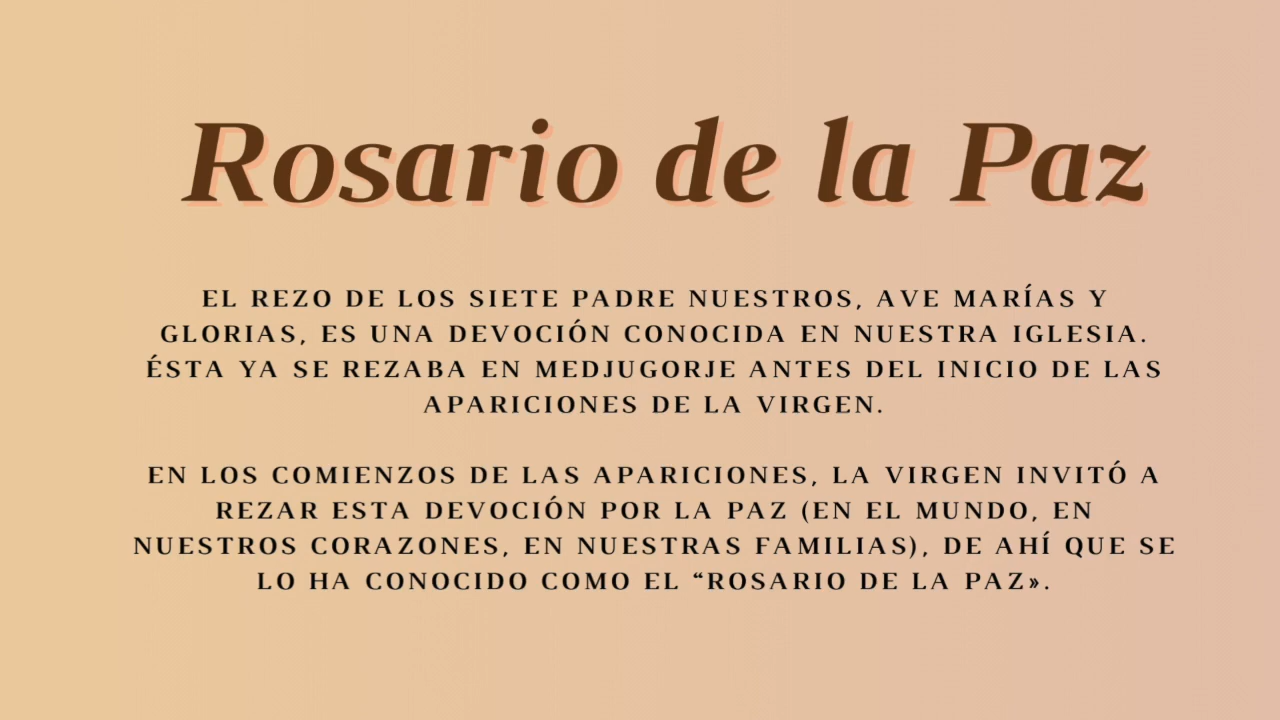 Rosario de la Paz
EL REZO DE LOS SIETE PADRE NUESTROS, AVE MARÍAS Y
GLORIAS, ES UNA DEVOCIÓN CONOCIDA EN NUESTRA IGLESIA.
ÉSTA YA SE REZABA EN MEDJUGORJE ANTES DEL INICIO DE LAS
APARICIONES DE LA VIRGEN.
EN LOS COMIENZOS DE LAS APARICIONES, LA VIRGEN INVITÓ A
REZAR ESTA DEVOCIÓN POR LA PAZ (EN EL MUNDO, EN
NUESTROS CORAZONES, EN NUESTRAS FAMILIAS), DE AHÍ QUE SE
LO HA CONOCIDO COMO EL “ROSARIO DE LA PAZ».